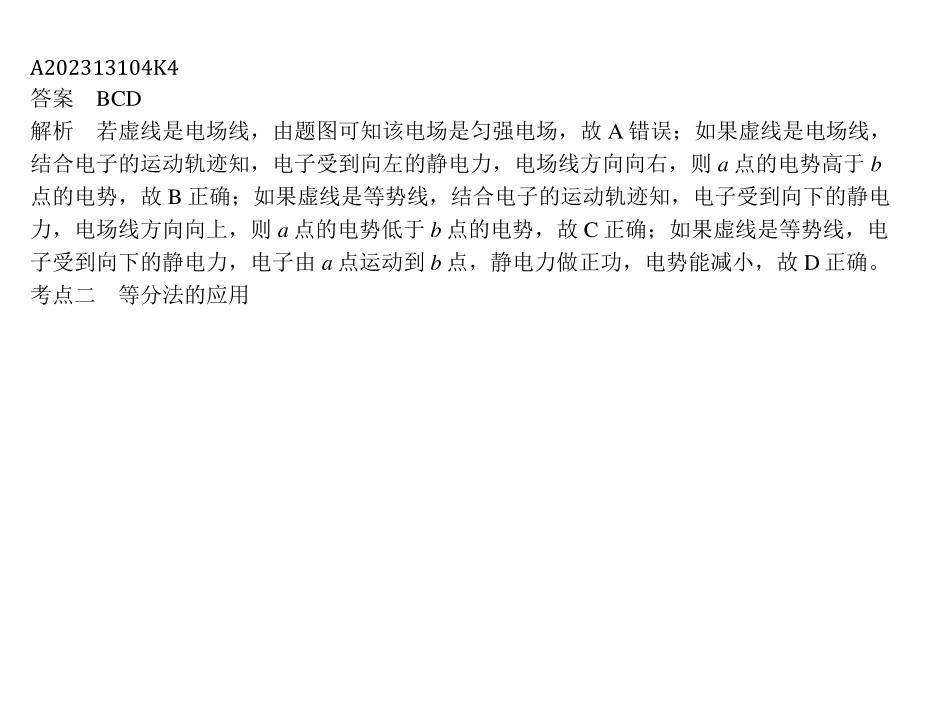 A202313104K4
答案　BCD
解析　若虚线是电场线，由题图可知该电场是匀强电场，故 A 错误；如果虚线是电场线，
结合电子的运动轨迹知，电子受到向左的静电力，电场线方向向右，则 a 点的电势高于 b
点的电势，故 B 正确；如果虚线是等势线，结合电子的运动轨迹知，电子受到向下的静电
力，电场线方向向上，则 a 点的电势低于 b 点的电势，故 C 正确；如果虚线是等势线，电
子受到向下的静电力，电子由 a 点运动到 b 点，静电力做正功，电势能减小，故 D 正确。
考点二　等分法的应用